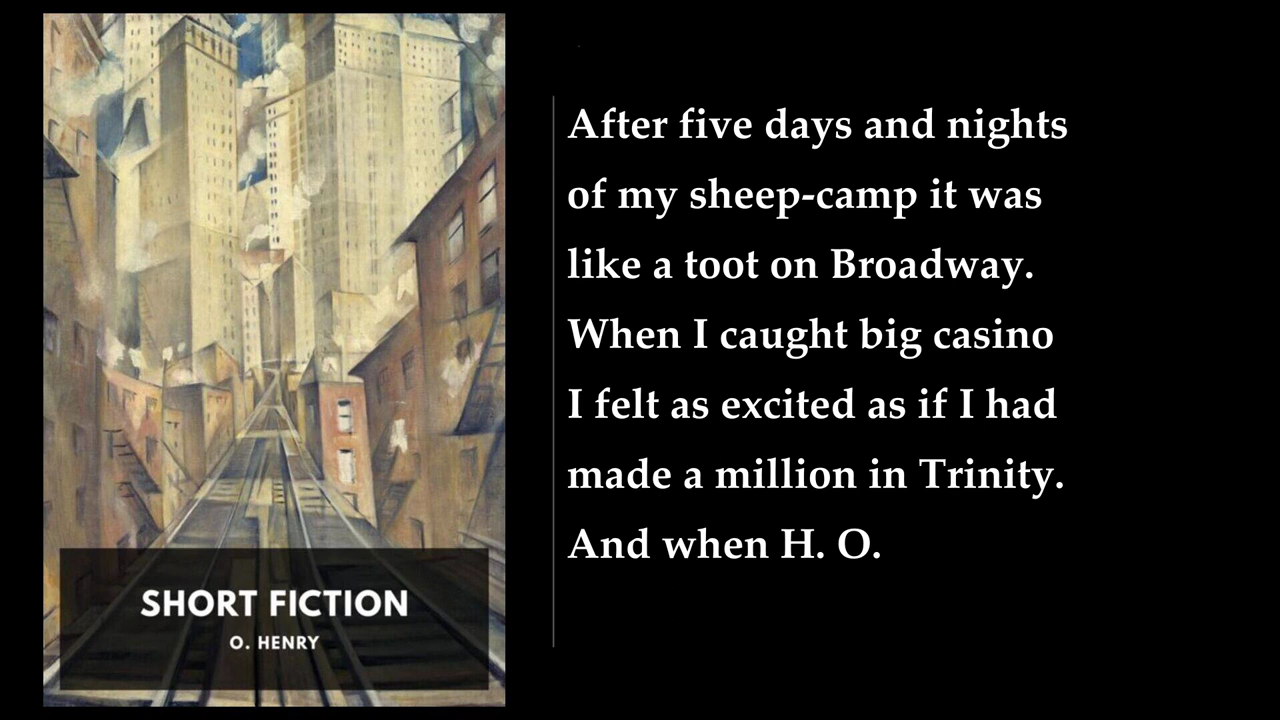 After five days and nights
of my sheep-camp it was
like a toot on Broadway.
When I caught big casino
I felt as excited as if I had
made a million in Trinity.
And when H. O.
SHORT FICTION
O. HENRY